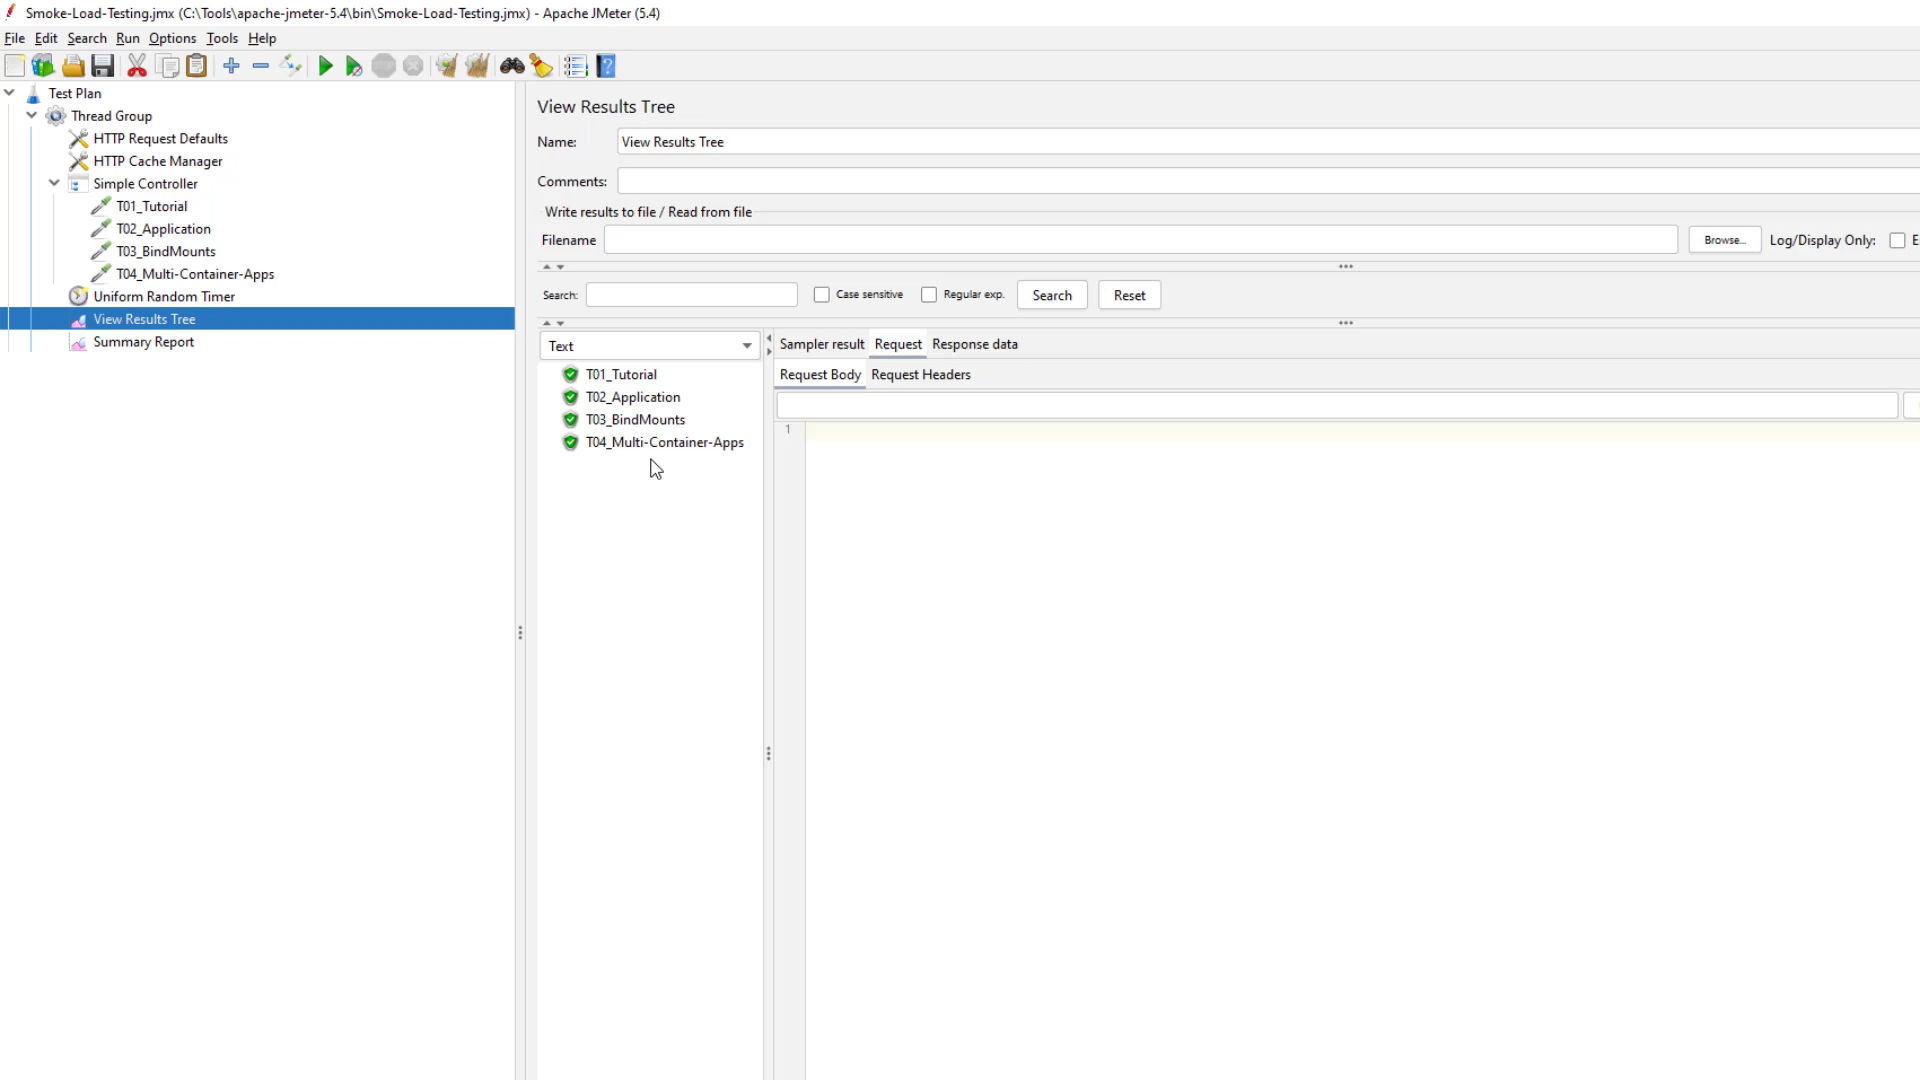 Smoke-Load-Testing.jmx (C:\Tools\apache-jmeter-5.4\bin\Smoke-Load-Testing.jmx) - Apache JMeter (5.4)
File Edit Search Run Options Tools Help
Test Plan
Thread Group
HTTP Request Defaults
HTTP Cache Manager
Simple Controller
T01_Tutorial
T02_Application
T03_BindMounts
T04_Multi-Container-Apps
Uniform Random Timer
View Results Tree
Summary Report
View Results Tree
Name: View Results Tree
Comments:
Write results to file / Read from file
Filename Browse... Log/Display Only: E
Search: Case sensitive Regular exp. Search Reset
Text
T01_Tutorial
T02_Application
T03_BindMounts
T04_Multi-Container-Apps
Sampler result Request Response data
Request Body Request Headers
1